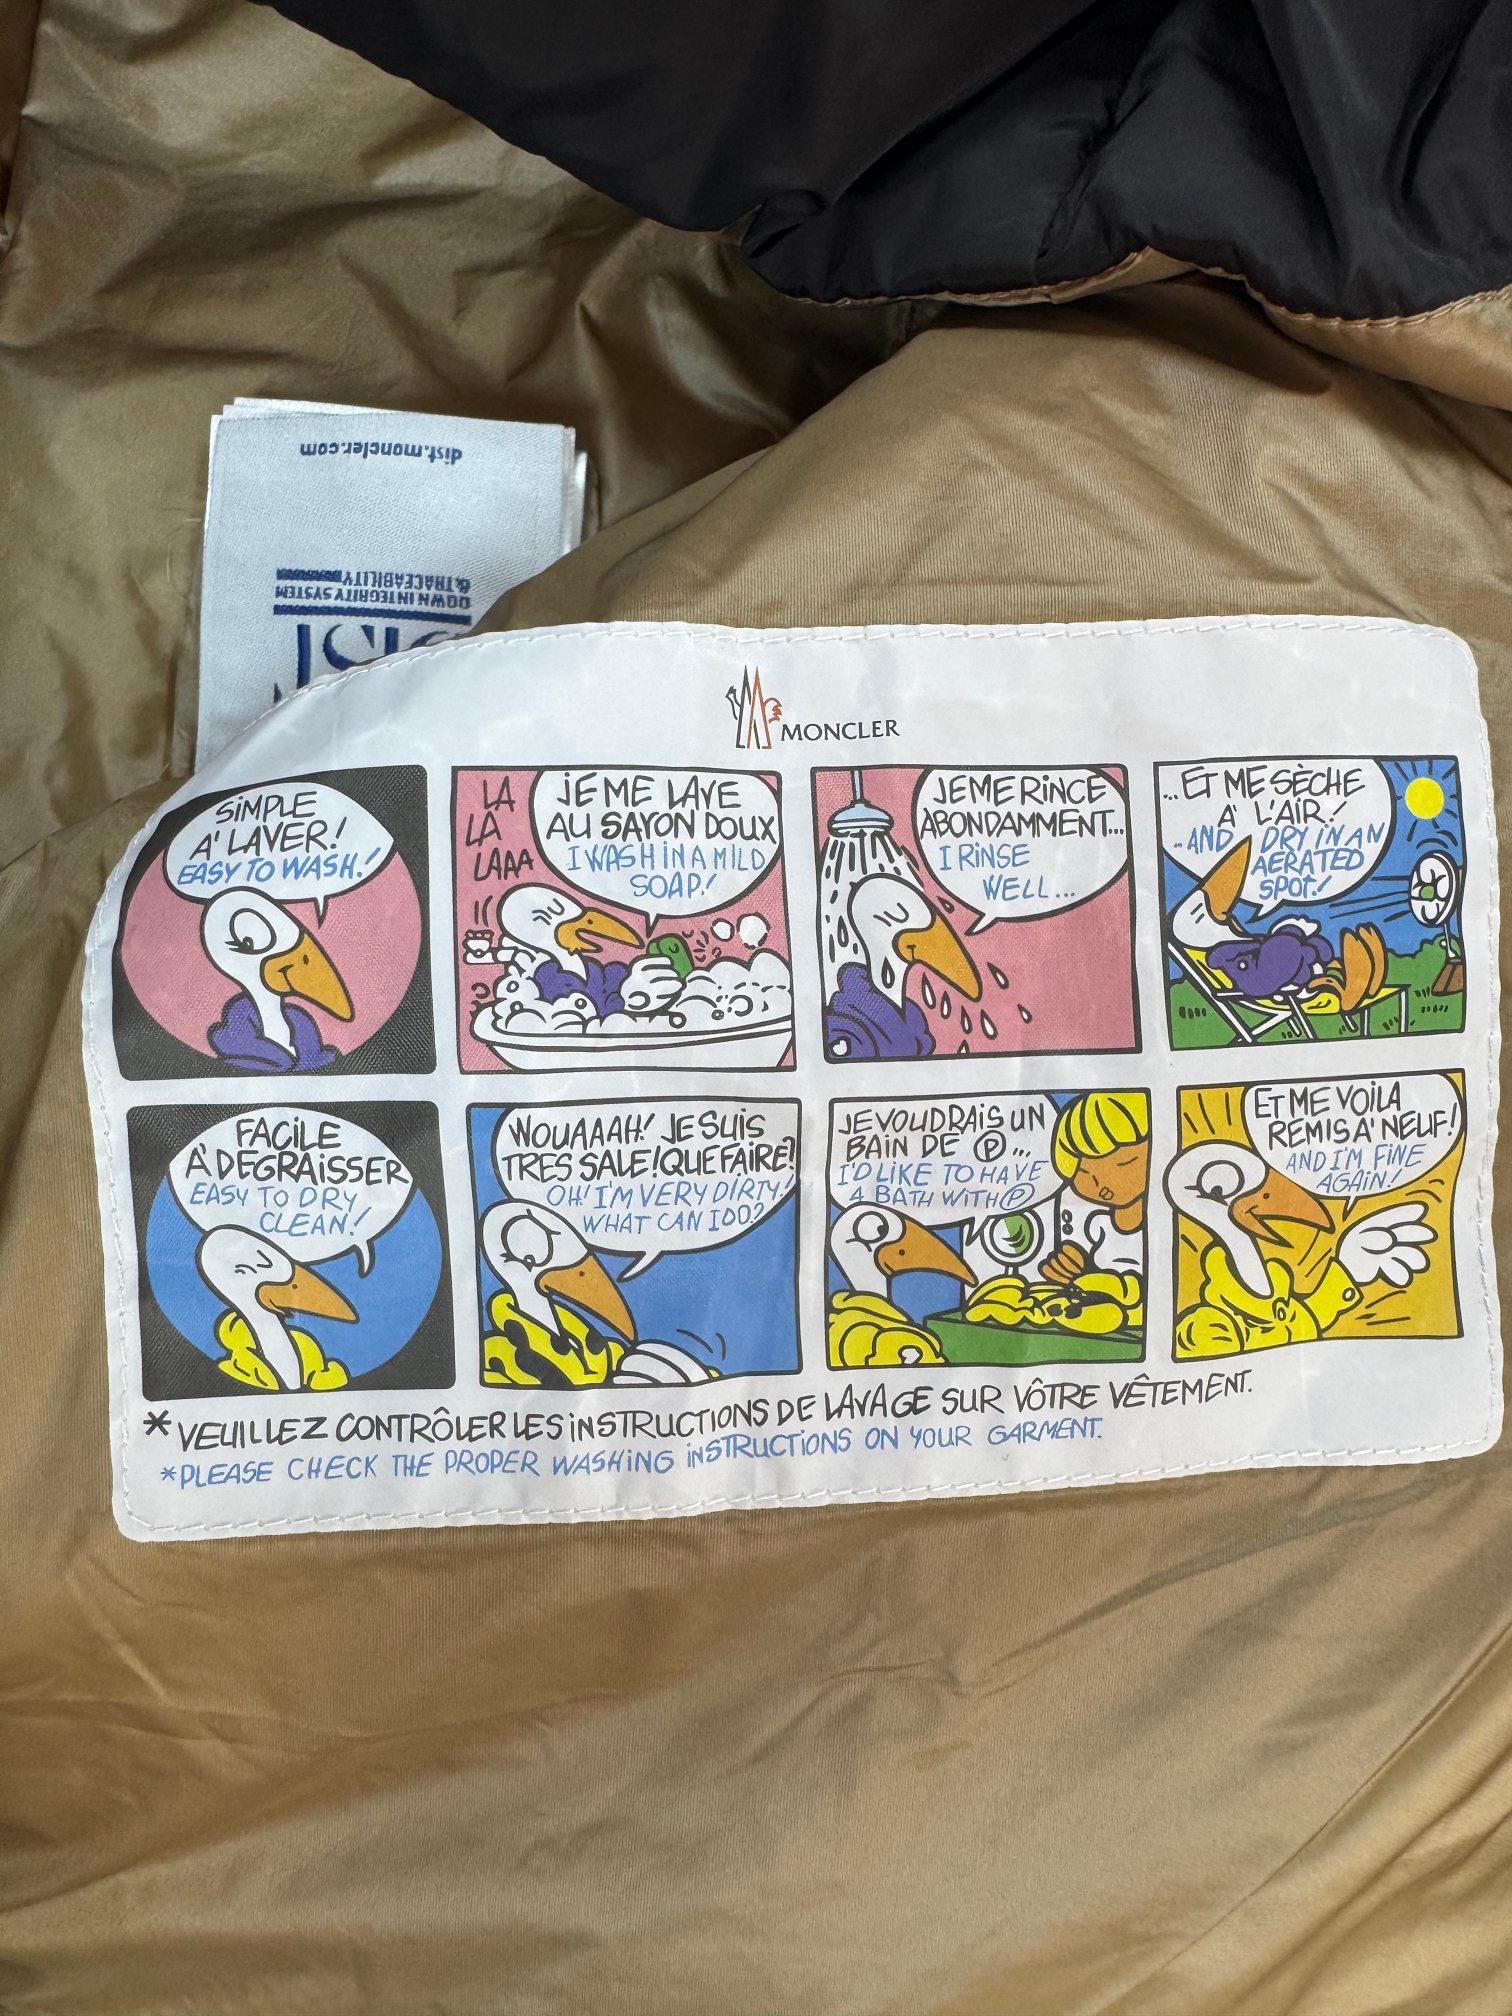 dist.moncler.com
& TRACEABILITY
DOWN INTEGRITY SYSTEM
MONCLER
SIMPLE
A' LAVER!
EASY TO WASH!
LA
LA
LAAA
JE ME LAVE
AU SAVON DOUX
I WASH IN A MILD
SOAP!
JE ME RINCE
ABONDAMMENT...
I RINSE
WELL...
...ET ME SÈCHE
A' L'AIR!
..AND DRY IN AN
AERATED
SPOT!
FACILE
A' DEGRAISSER
EASY TO DRY
CLEAN!
WOUAAAH! JE SUIS
TRES SALE! QUE FAIRE?
OH! I'M VERY DIRTY!
WHAT CAN I DO?
JE VOUDRAIS UN
BAIN DE Ⓟ...
I'D LIKE TO HAVE
A BATH WITH Ⓟ
ET ME VOILA
REMIS A' NEUF!
AND I'M FINE
AGAIN!
*VEUILLEZ CONTRÔLER LES INSTRUCTIONS DE LAVAGE SUR VÔTRE VÊTEMENT.
*PLEASE CHECK THE PROPER WASHING INSTRUCTIONS ON YOUR GARMENT.